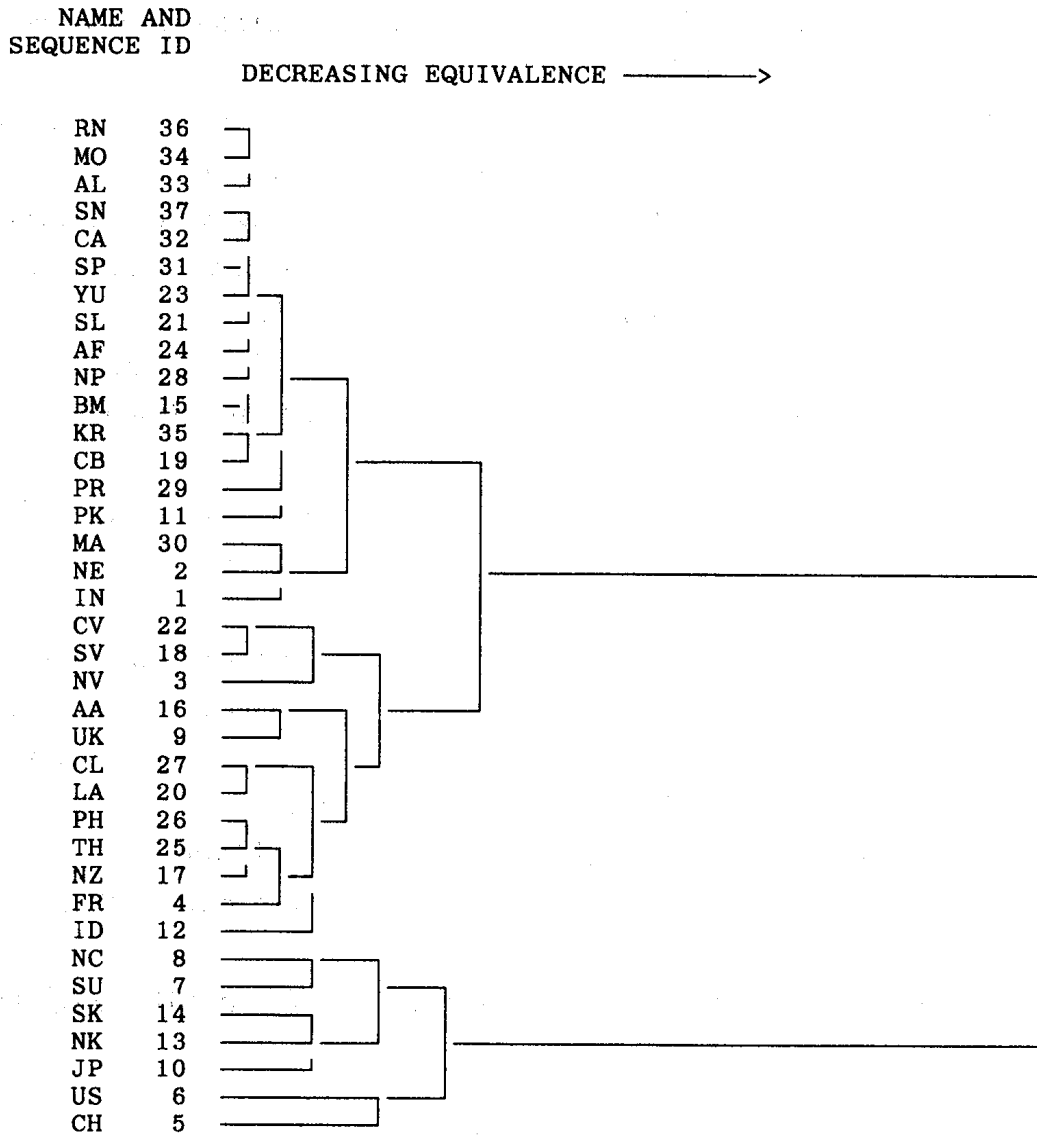 NAME AND
SEQUENCE ID
DECREASING EQUIVALENCE
RN 36
MO 34
AL 33
SN 37
CA 32
SP 31
YU 23
SL 21
AF 24
NP 28
BM 15
KR 35
CB 19
PR 29
PK 11
MA 30
NE 2
IN 1
CV 22
SV 18
NV 3
AA 16
UK 9
CL 27
LA 20
PH 26
TH 25
NZ 17
FR 4
ID 12
NC 8
SU 7
SK 14
NK 13
JP 10
US 6
CH 5